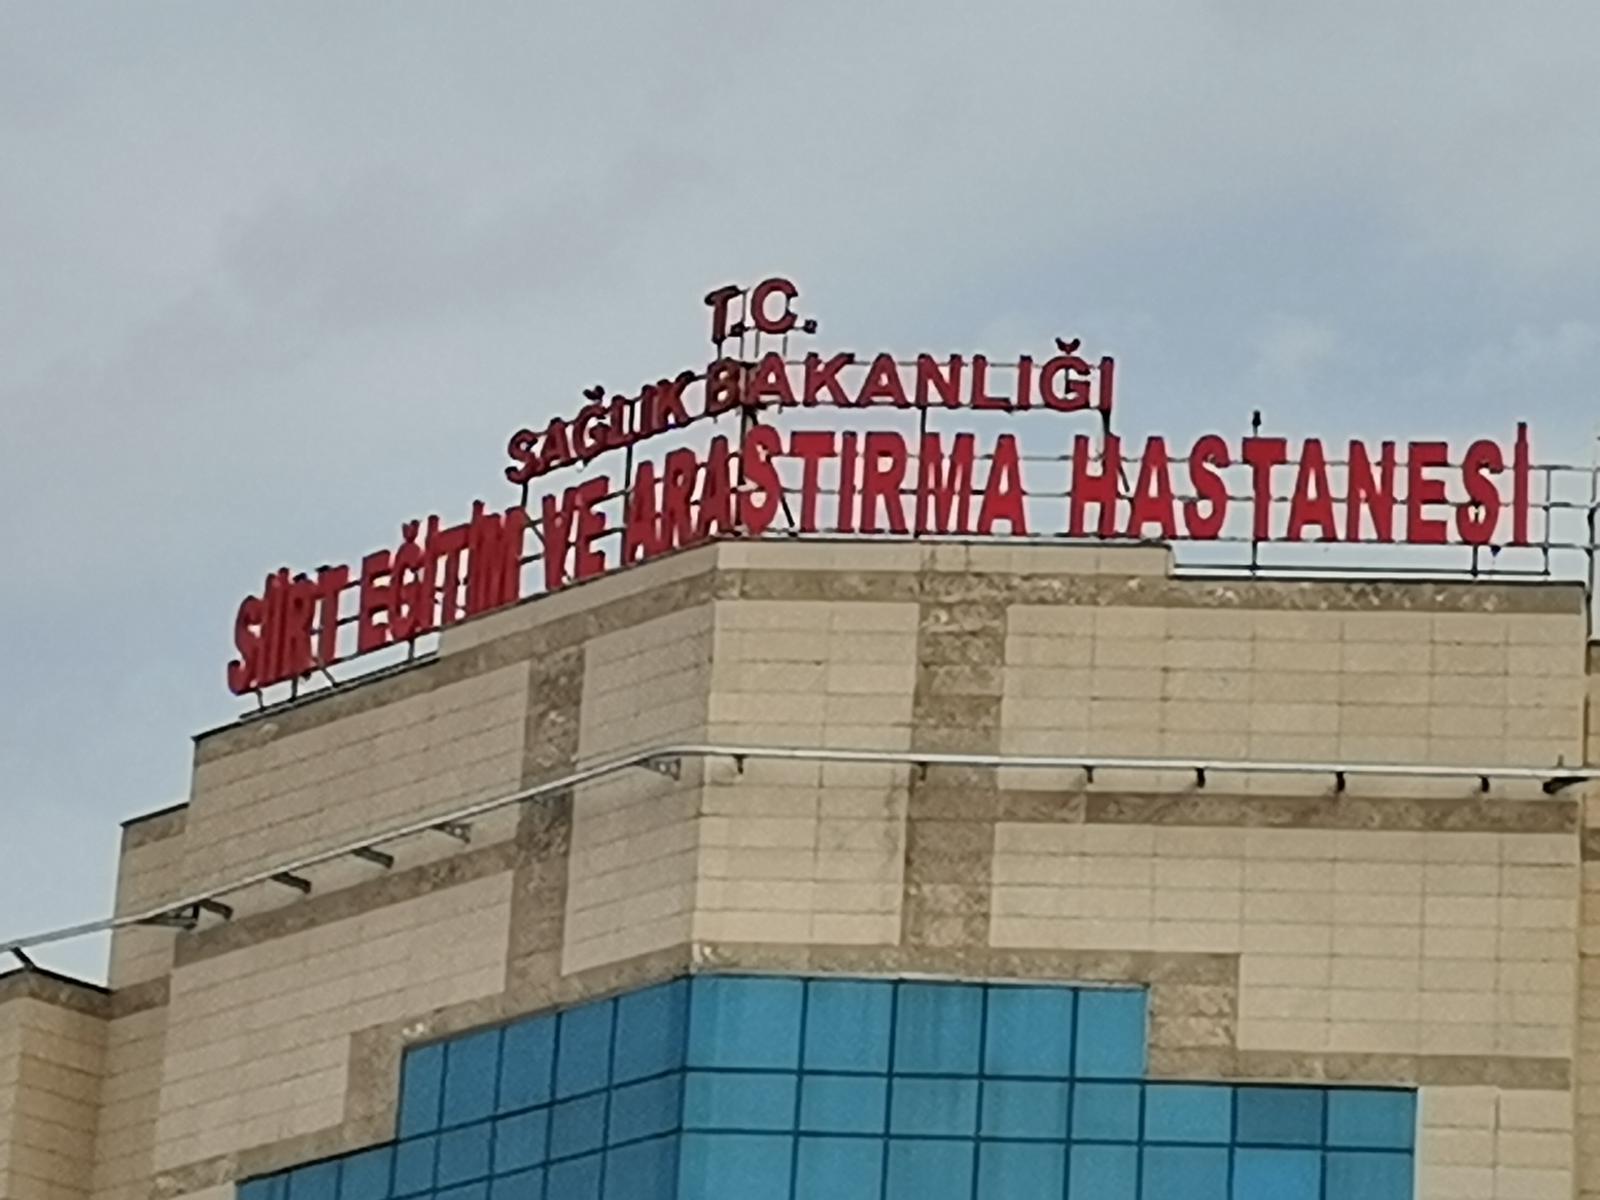 T.C.
SAĞLIK BAKANLIĞI
SİİRT EĞİTİM VE ARAŞTIRMA HASTANESİ